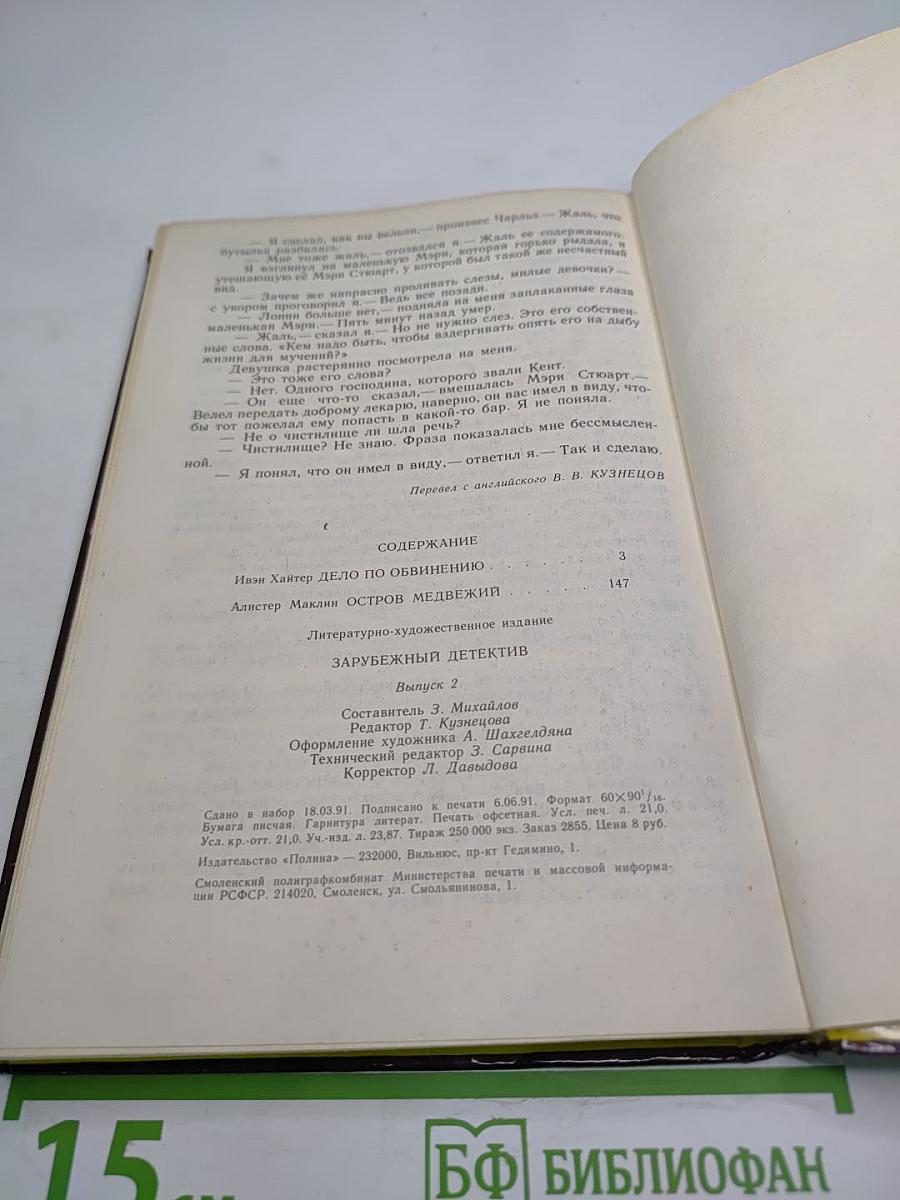 — Я сделал, как вы велели,— произнес Чарльз.— Жаль, что
бутылка разбилась.
— Мне тоже жаль,— отозвался я.— Жаль ее содержимого.
Я взглянул на маленькую Мэри, которая горько рыдала, и
утешающую её Мэри Стюарт, у которой был такой же несчастный
вид.
— Зачем же напрасно проливать слезы, милые девочки? —
с укором проговорил я.— Ведь все позади.
— Лонни больше нет,— подняла на меня заплаканные глаза
маленькая Мэри.— Пять минут назад умер.
— Жаль,— сказал я.— Но не нужно слез. Это его собствен-
ные слова. «Кем надо быть, чтобы вздергивать опять его на дыбу
жизни для мучений?»
Девушка растерянно посмотрела на меня.
— Это тоже его слова?
— Нет. Одного господина, которого звали Кент.
— Он еще что-то сказал,— вмешалась Мэри Стюарт.—
Велел передать доброму лекарю, наверно, он вас имел в виду, что-
бы тот пожелал ему попасть в какой-то бар. Я не поняла.
— Не о чистилище ли шла речь?
— Чистилище? Не знаю. Фраза показалась мне бессмыслен-
ной.
— Я понял, что он имел в виду,— ответил я.— Так и сделаю.
Перевел с английского В. В. КУЗНЕЦОВ
СОДЕРЖАНИЕ
Ивэн Хайтер ДЕЛО ПО ОБВИНЕНИЮ . . . . . . 3
Алистер Маклин ОСТРОВ МЕДВЕЖИЙ . . . . . 147
Литературно-художественное издание
ЗАРУБЕЖНЫЙ ДЕТЕКТИВ
Выпуск 2
Составитель З. Михайлов
Редактор Т. Кузнецова
Оформление художника А. Шахгелдяна
Технический редактор З. Сарвина
Корректор Л. Давыдова
Сдано в набор 18.03.91. Подписано к печати 6.06.91. Формат 60×90¹/₁₆.
Бумага писчая. Гарнитура литерат. Печать офсетная. Усл. печ. л. 21,0.
Усл. кр.-отт. 21,0. Уч.-изд. л. 23,87. Тираж 250 000 экз. Заказ 2855. Цена 8 руб.
Издательство «Полина» — 232000, Вильнюс, пр-кт Гедимино, 1.
Смоленский полиграфкомбинат Министерства печати и массовой информа-
ции РСФСР. 214020, Смоленск, ул. Смольянинова, 1.
15 см
БФ БИБЛИОФАН